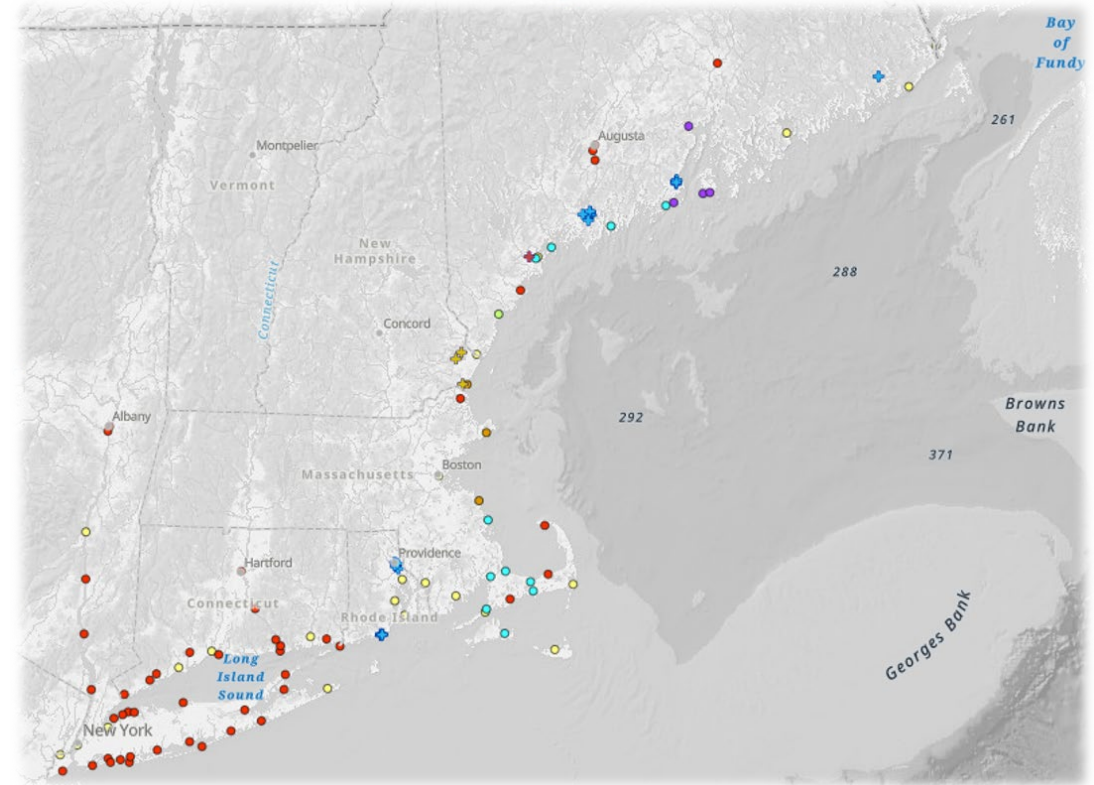 Bay
of
Fundy
261
Augusta
Montpelier
Vermont
New
Hampshire
288
Connecticut
Concord
Browns
Bank
Albany
292
371
Boston
Massachusetts
Providence
Hartford
Connecticut
Rhode Island
Georges Bank
Long
Island
Sound
New York